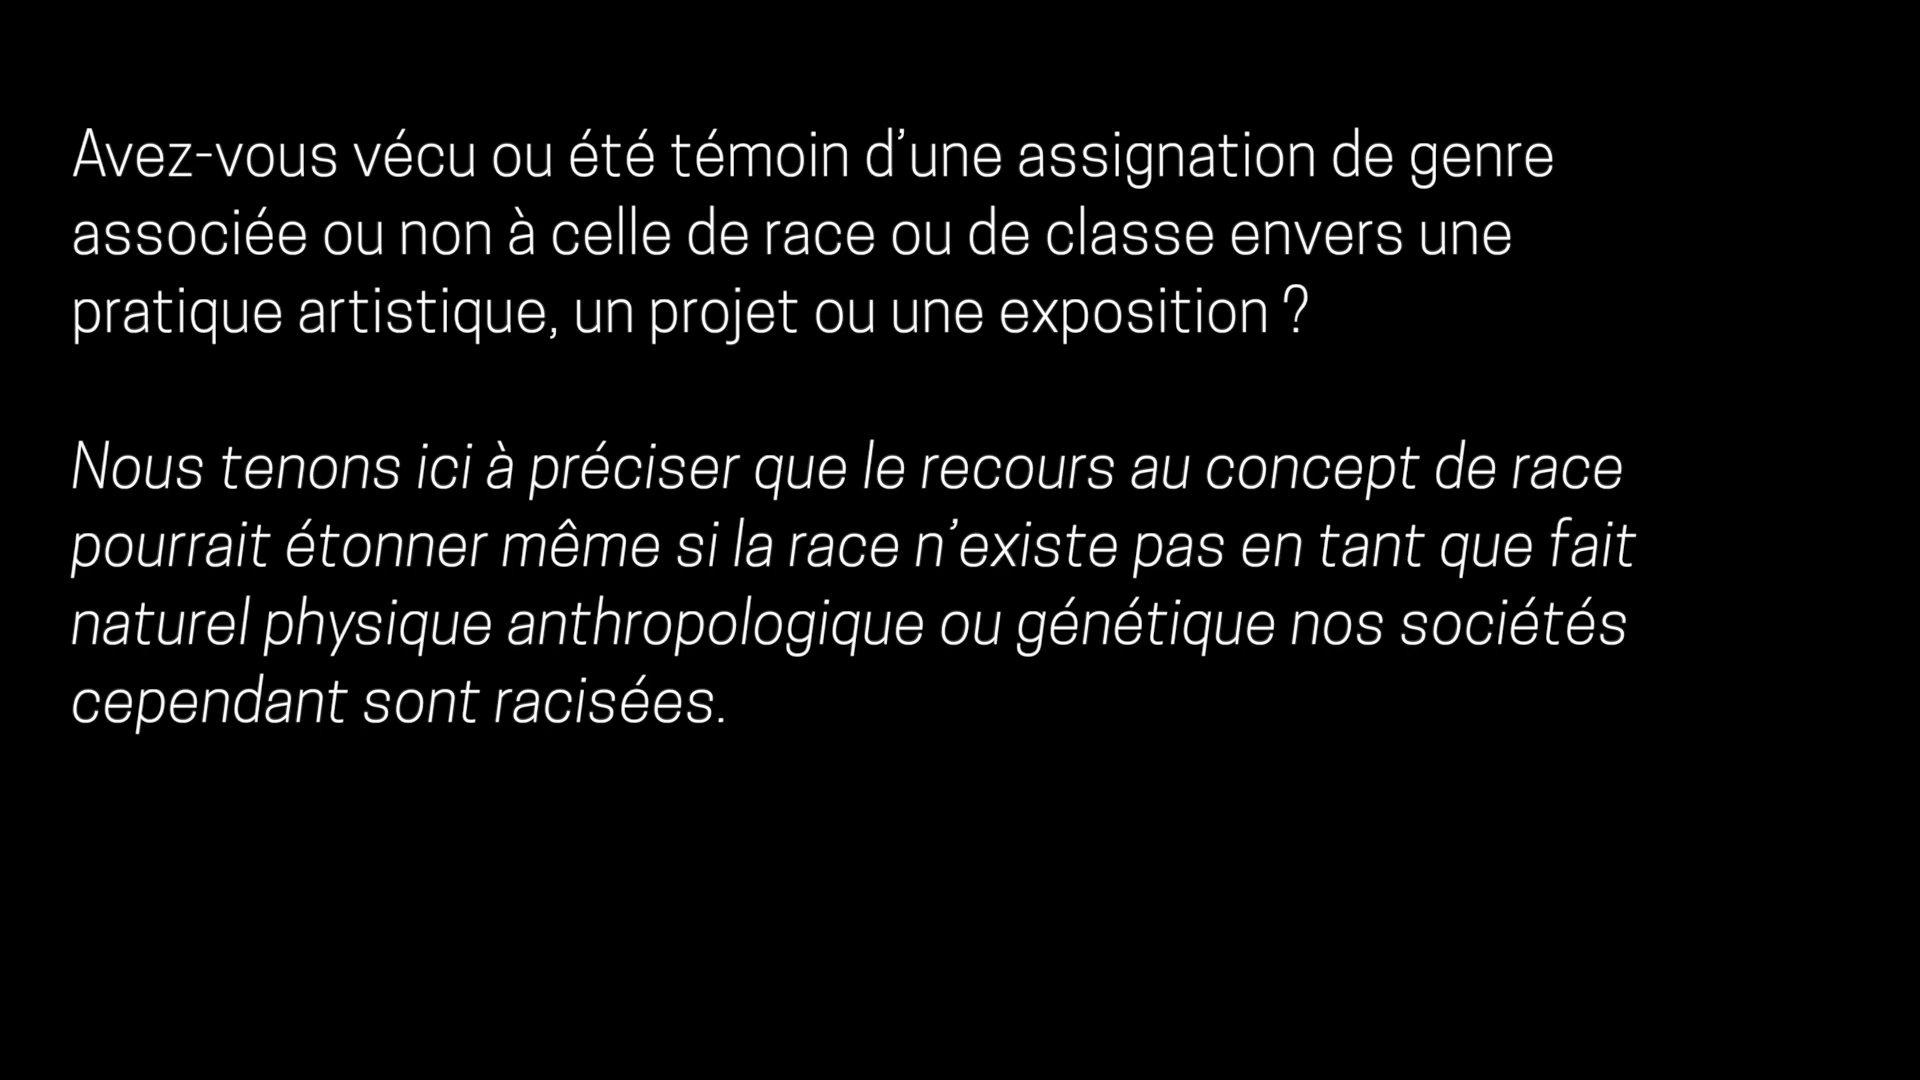 Avez-vous vécu ou été témoin d’une assignation de genre
associée ou non à celle de race ou de classe envers une
pratique artistique, un projet ou une exposition ?
Nous tenons ici à préciser que le recours au concept de race
pourrait étonner même si la race n’existe pas en tant que fait
naturel physique anthropologique ou génétique nos sociétés
cependant sont racisées.